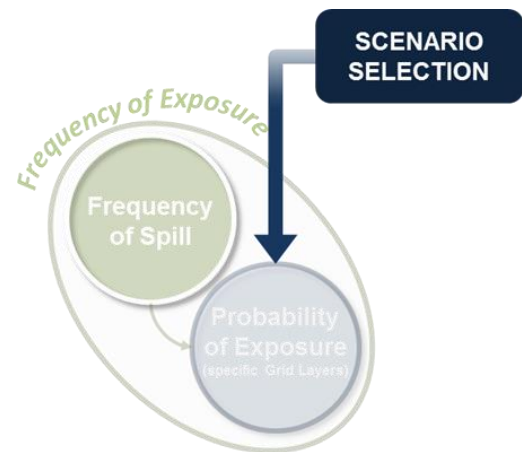 SCENARIO
SELECTION
Frequency of Exposure
Frequency
of Spill
Probability
of Exposure
(specific Grid Layers)